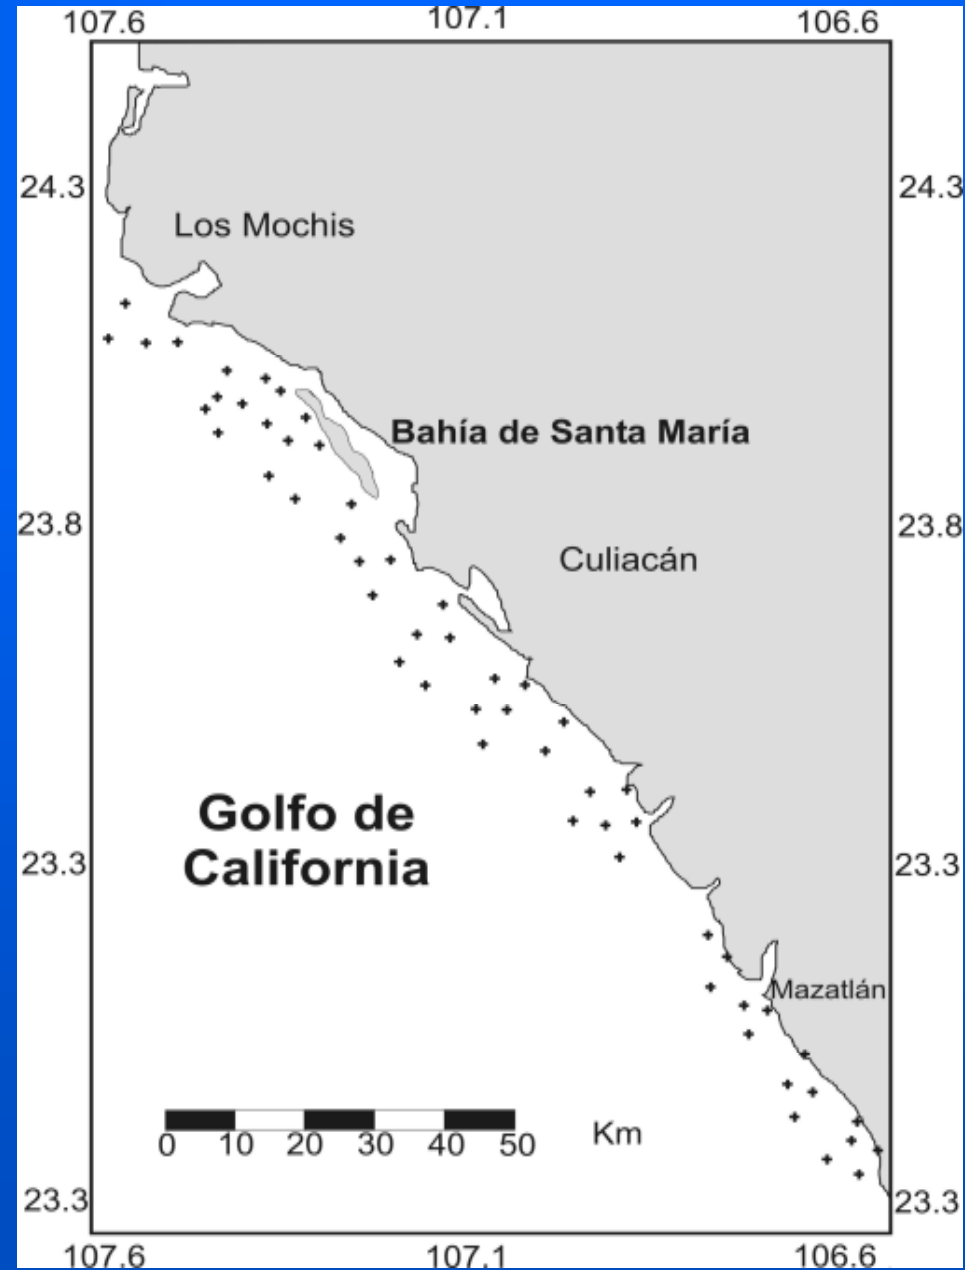 107.6 107.1 106.6
24.3 24.3
Los Mochis
Bahía de Santa María
23.8 23.8
Culiacán
Golfo de
California
23.3 23.3
Mazatlán
0 10 20 30 40 50 Km
23.3 23.3
107.6 107.1 106.6